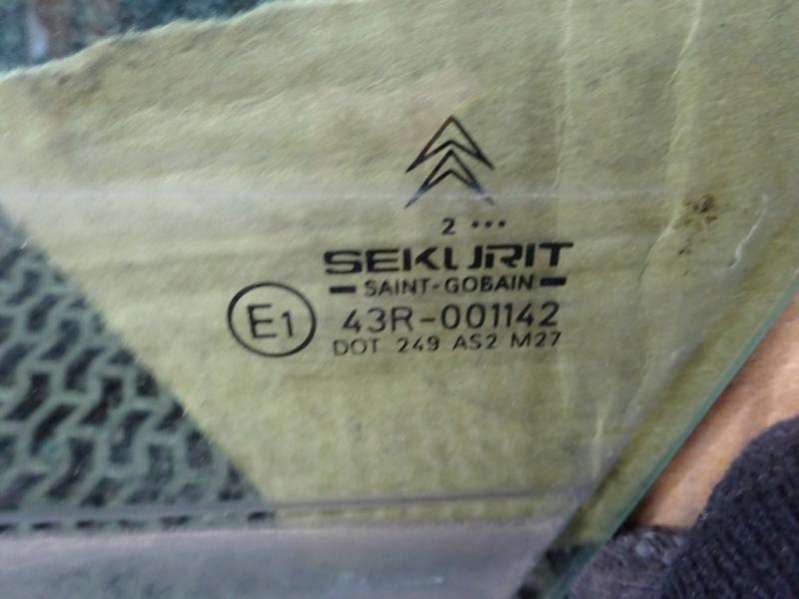 2 •••
SEKURIT
SAINT-GOBAIN
E1 43R-001142
DOT 249 AS2 M27